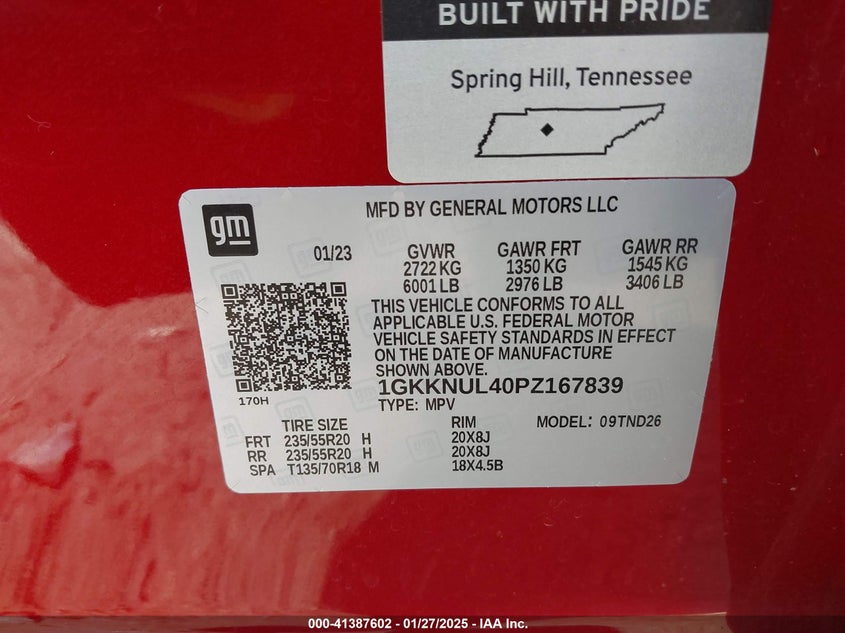 BUILT WITH PRIDE
Spring Hill, Tennessee
gm
MFD BY GENERAL MOTORS LLC
01/23 GVWR GAWR FRT GAWR RR
2722 KG 1350 KG 1545 KG
6001 LB 2976 LB 3406 LB
THIS VEHICLE CONFORMS TO ALL
APPLICABLE U.S. FEDERAL MOTOR
VEHICLE SAFETY STANDARDS IN EFFECT
ON THE DATE OF MANUFACTURE
SHOWN ABOVE.
1GKKNUL40PZ167839
170H
TYPE: MPV
TIRE SIZE RIM MODEL: 09TND26
FRT 235/55R20 H 20X8J
RR 235/55R20 H 20X8J
SPA T135/70R18 M 18X4.5B
000-41387602 - 01/27/2025 - IAA Inc.